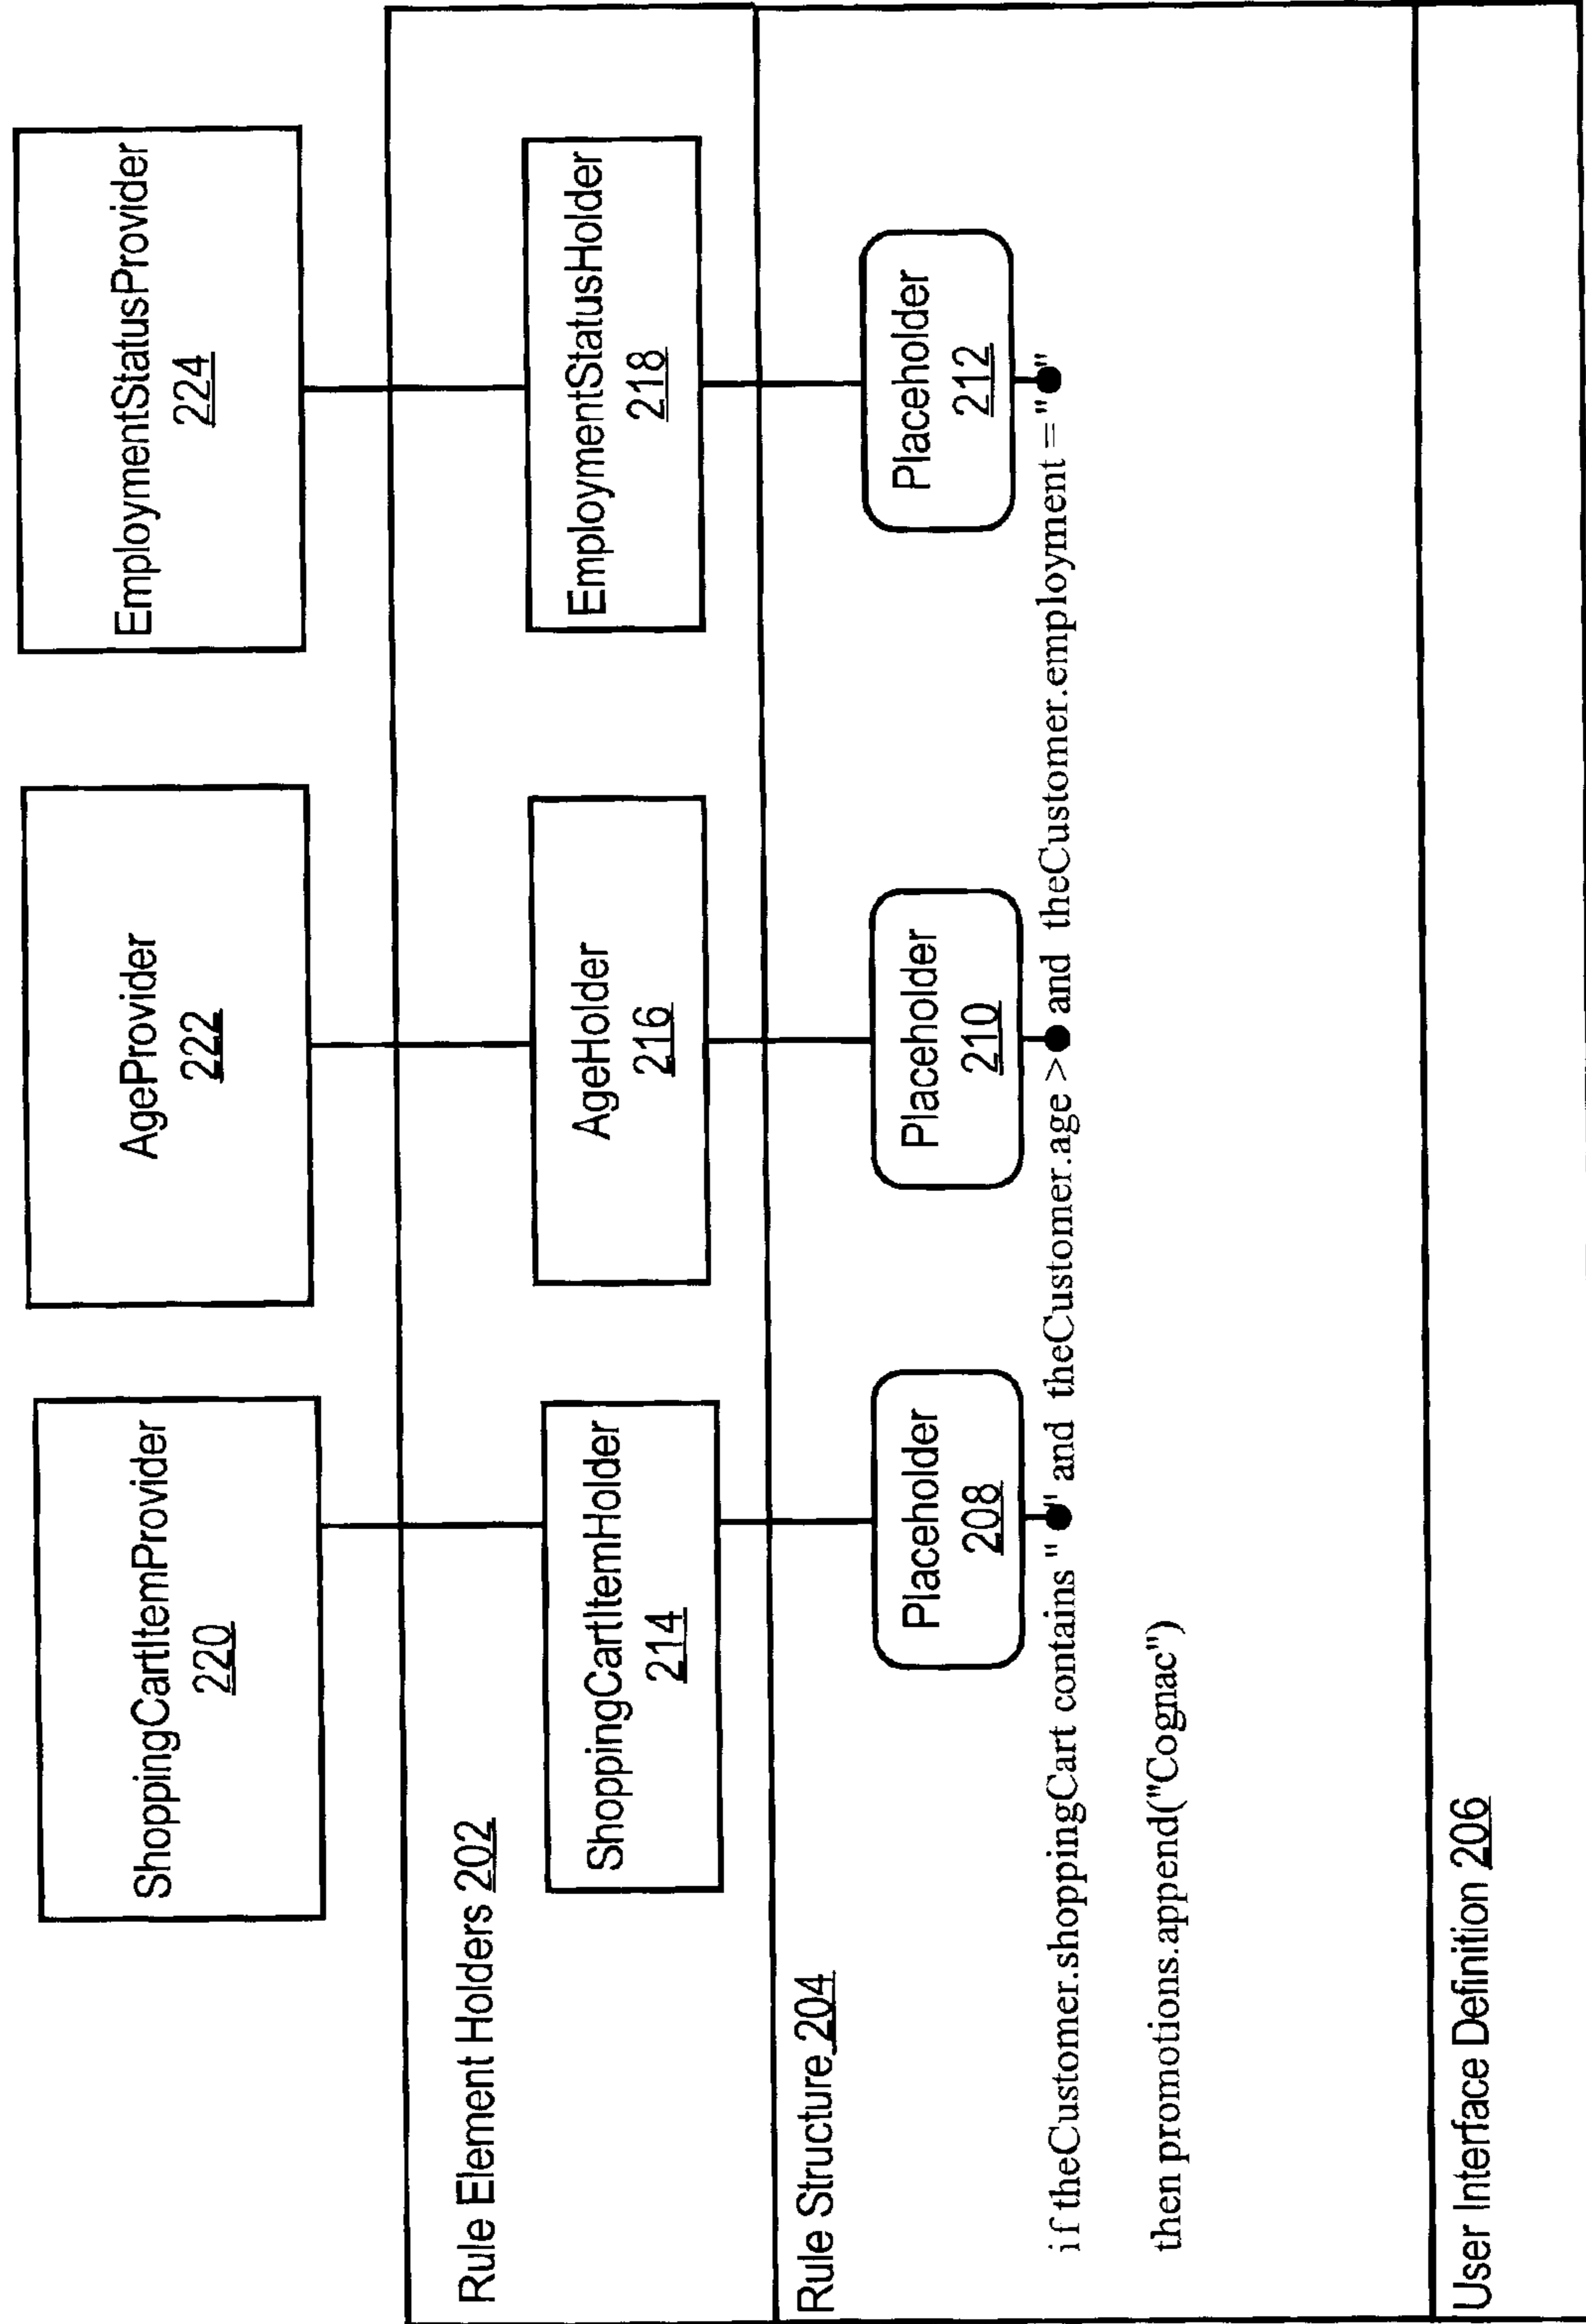 ShoppingCartItemProvider
220
AgeProvider
222
EmploymentStatusProvider
224
Rule Element Holders 202
ShoppingCartItemHolder
214
AgeHolder
216
EmploymentStatusHolder
218
Rule Structure 204
Placeholder
208
Placeholder
210
Placeholder
212
if theCustomer.shoppingCart contains " " and theCustomer.age > and theCustomer.employment = " "
then promotions.append("Cognac")
User Interface Definition 206